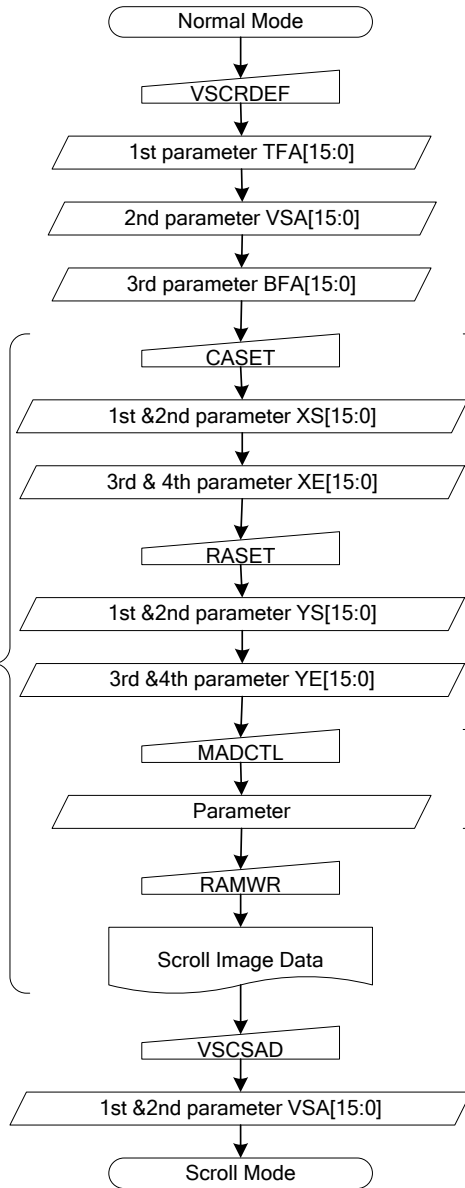 Normal Mode
VSCRDEF
1st parameter TFA[15:0]
2nd parameter VSA[15:0]
3rd parameter BFA[15:0]
CASET
1st &2nd parameter XS[15:0]
3rd & 4th parameter XE[15:0]
RASET
1st &2nd parameter YS[15:0]
3rd &4th parameter YE[15:0]
MADCTL
Parameter
RAMWR
Scroll Image Data
VSCSAD
1st &2nd parameter VSA[15:0]
Scroll Mode